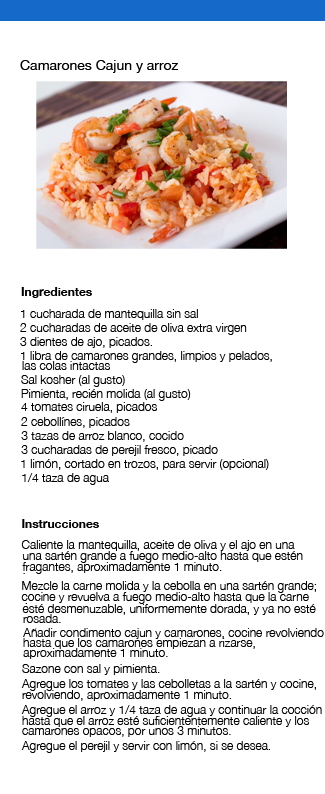 Camarones Cajun y arroz
Ingredientes
1 cucharada de mantequilla sin sal
2 cucharadas de aceite de oliva extra virgen
3 dientes de ajo, picados.
1 libra de camarones grandes, limpios y pelados,
las colas intactas
Sal kosher (al gusto)
Pimienta, recién molida (al gusto)
4 tomates ciruela, picados
2 cebollínes, picados
3 tazas de arroz blanco, cocido
3 cucharadas de perejil fresco, picado
1 limón, cortado en trozos, para servir (opcional)
1/4 taza de agua
Instrucciones
Caliente la mantequilla, aceite de oliva y el ajo en una
una sartén grande a fuego medio-alto hasta que estén
fragantes, aproximadamente 1 minuto.
Mezcle la carne molida y la cebolla en una sartén grande;
cocine y revuelva a fuego medio-alto hasta que la carne
esté desmenuzable, uniformemente dorada, y ya no esté
rosada.
Añadir condimento cajun y camarones, cocine revolviendo
hasta que los camarones empiezan a rizarse,
aproximadamente 1 minuto.
Sazone con sal y pimienta.
Agregue los tomates y las cebolletas a la sartén y cocine,
revolviendo, aproximadamente 1 minuto.
Agregue el arroz y 1/4 taza de agua y continuar la cocción
hasta que el arroz esté suficientemente caliente y los
camarones opacos, por unos 3 minutos.
Agregue el perejil y servir con limón, si se desea.